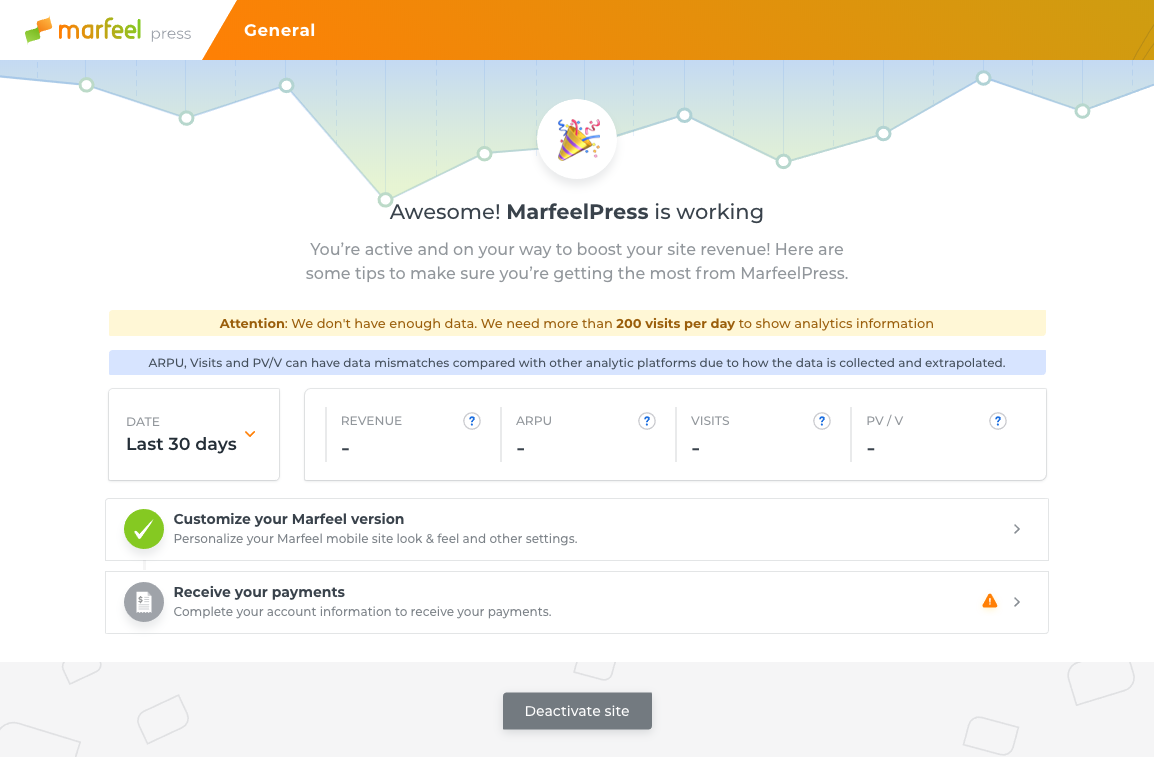 marfeel press
General
Awesome! MarfeelPress is working
You’re active and on your way to boost your site revenue! Here are
some tips to make sure you’re getting the most from MarfeelPress.
Attention: We don't have enough data. We need more than 200 visits per day to show analytics information
ARPU, Visits and PV/V can have data mismatches compared with other analytic platforms due to how the data is collected and extrapolated.
DATE
Last 30 days
REVENUE ?
-
ARPU ?
-
VISITS ?
-
PV / V ?
-
Customize your Marfeel version
Personalize your Marfeel mobile site look & feel and other settings.
Receive your payments
Complete your account information to receive your payments.
Deactivate site